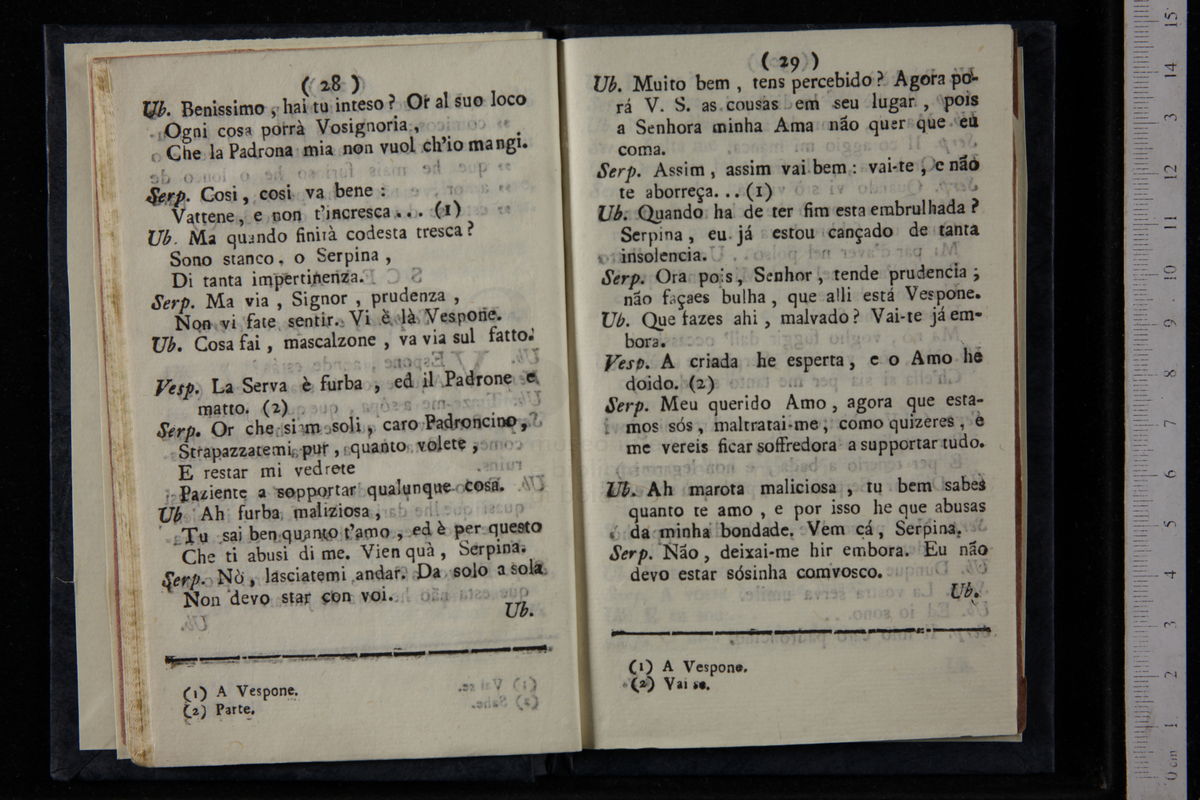 ( 28 )
Ub. Benissimo, hai tu inteso? Or al suo loco
Ogni cosa porrà Vosignoria,
Che la Padrona mia non vuol ch'io mangi.
Serp. Cosi, cosi va bene:
Vattene, e non t'incresca... (1)
Ub. Ma quando finirà codesta tresca?
Sono stanco, o Serpina,
Di tanta impertinenza.
Serp. Ma via, Signor, prudenza,
Non vi fate sentir. Vi è là Vespone.
Ub. Cosa fai, mascalzone, va via sul fatto.
Vesp. La Serva è furba, ed il Padrone e
matto. (2)
Serp. Or che siam soli, caro Padroncino,
Strapazzatemi pur, quanto volete,
E restar mi vedrete
Paziente a sopportar qualunque cosa.
Ub Ah furba maliziosa,
Tu sai ben quanto t'amo, ed è per questo
Che ti abusi di me. Vien quà, Serpina.
Serp. Nò, lasciatemi andar. Da solo a sola
Non devo star con voi.
Ub.
(1) A Vespone.
(2) Parte.
( 29 )
Ub. Muito bem, tens percebido? Agora po-
rá V. S. as cousas em seu lugar, pois
a Senhora minha Ama não quer que eu
coma.
Serp. Assim, assim vai bem: vai-te, e não
te aborreça... (1)
Ub. Quando ha de ter fim esta embrulhada?
Serpina, eu já estou cançado de tanta
insolencia.
Serp. Ora pois, Senhor, tende prudencia;
não façaes bulha, que alli está Vespone.
Ub. Que fazes ahi, malvado? Vai-te já em-
bora.
Vesp. A criada he esperta, e o Amo he
doido. (2)
Serp. Meu querido Amo, agora que esta-
mos sós, maltratai-me, como quizeres, e
me vereis ficar soffredora a supportar tudo.
Ub. Ah marota maliciosa, tu bem sabes
quanto te amo, e por isso he que abusas
da minha bondade. Vem cá, Serpina.
Serp. Não, deixai-me hir embora. Eu não
devo estar sósinha comvosco.
Ub.
(1) A Vespone.
(2) Vai se.